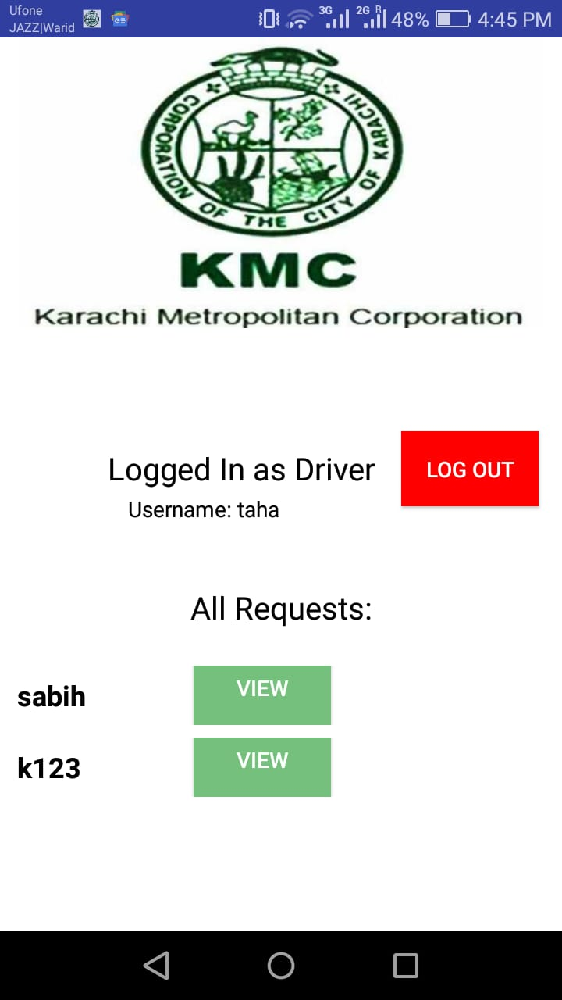 Ufone
JAZZ|Warid
GE
3G
2G
R
48%
4:45 PM
CORPORATION OF THE CITY OF KARACHI
KMC
Karachi Metropolitan Corporation
Logged In as Driver
LOG OUT
Username: taha
All Requests:
sabih
VIEW
k123
VIEW